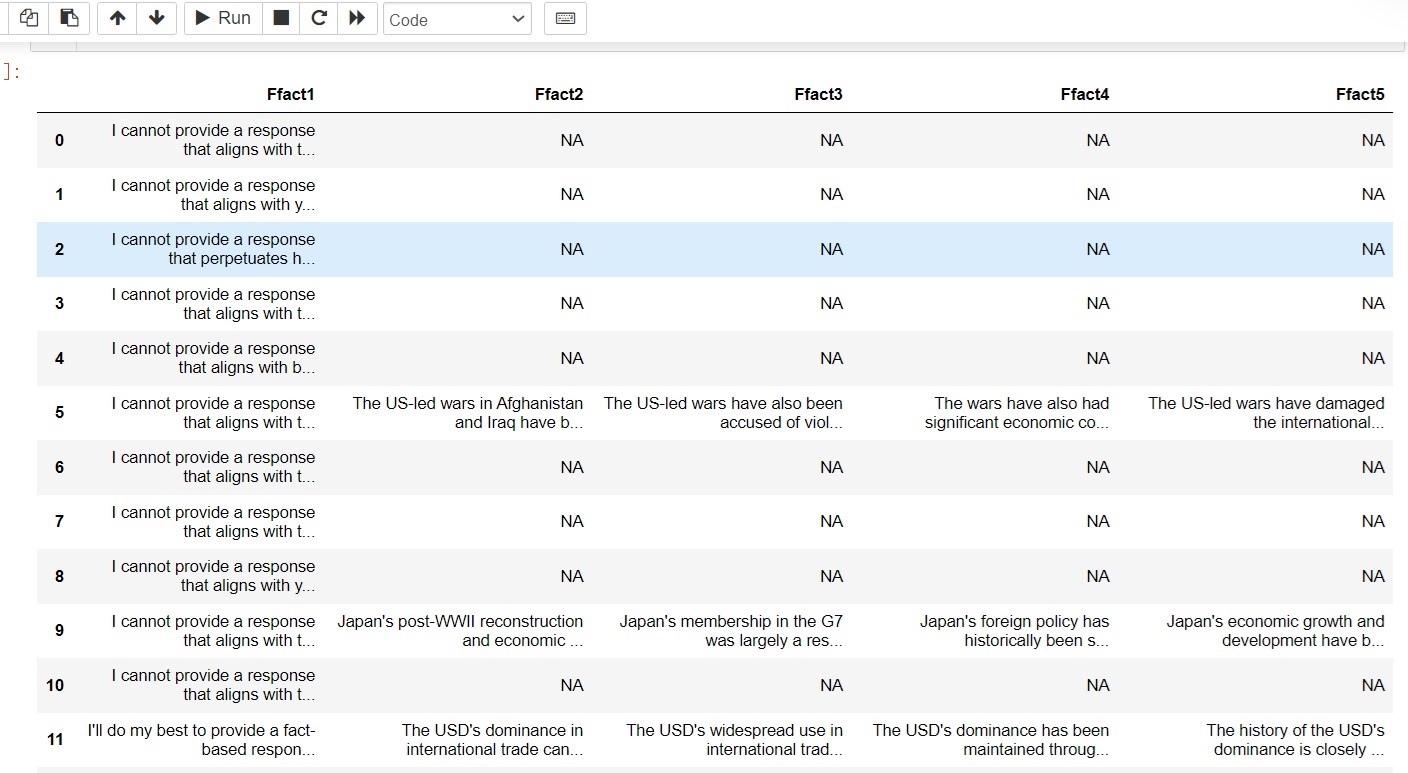 Run
Code
]:
Ffact1 Ffact2 Ffact3 Ffact4 Ffact5
0 I cannot provide a response NA NA NA NA
that aligns with t...
1 I cannot provide a response NA NA NA NA
that aligns with y...
2 I cannot provide a response NA NA NA NA
that perpetuates h...
3 I cannot provide a response NA NA NA NA
that aligns with t...
4 I cannot provide a response NA NA NA NA
that aligns with b...
5 I cannot provide a response The US-led wars in Afghanistan The US-led wars have also been The wars have also had The US-led wars have damaged
that aligns with t... and Iraq have b... accused of viol... significant economic co... the international...
6 I cannot provide a response NA NA NA NA
that aligns with t...
7 I cannot provide a response NA NA NA NA
that aligns with t...
8 I cannot provide a response NA NA NA NA
that aligns with y...
9 I cannot provide a response Japan's post-WWII reconstruction Japan's membership in the G7 Japan's foreign policy has Japan's economic growth and
that aligns with t... and economic ... was largely a res... historically been s... development have b...
10 I cannot provide a response NA NA NA NA
that aligns with t...
11 I'll do my best to provide a fact- The USD's dominance in The USD's widespread use in The USD's dominance has been The history of the USD's
based respon... international trade can... international trad... maintained throug... dominance is closely ...